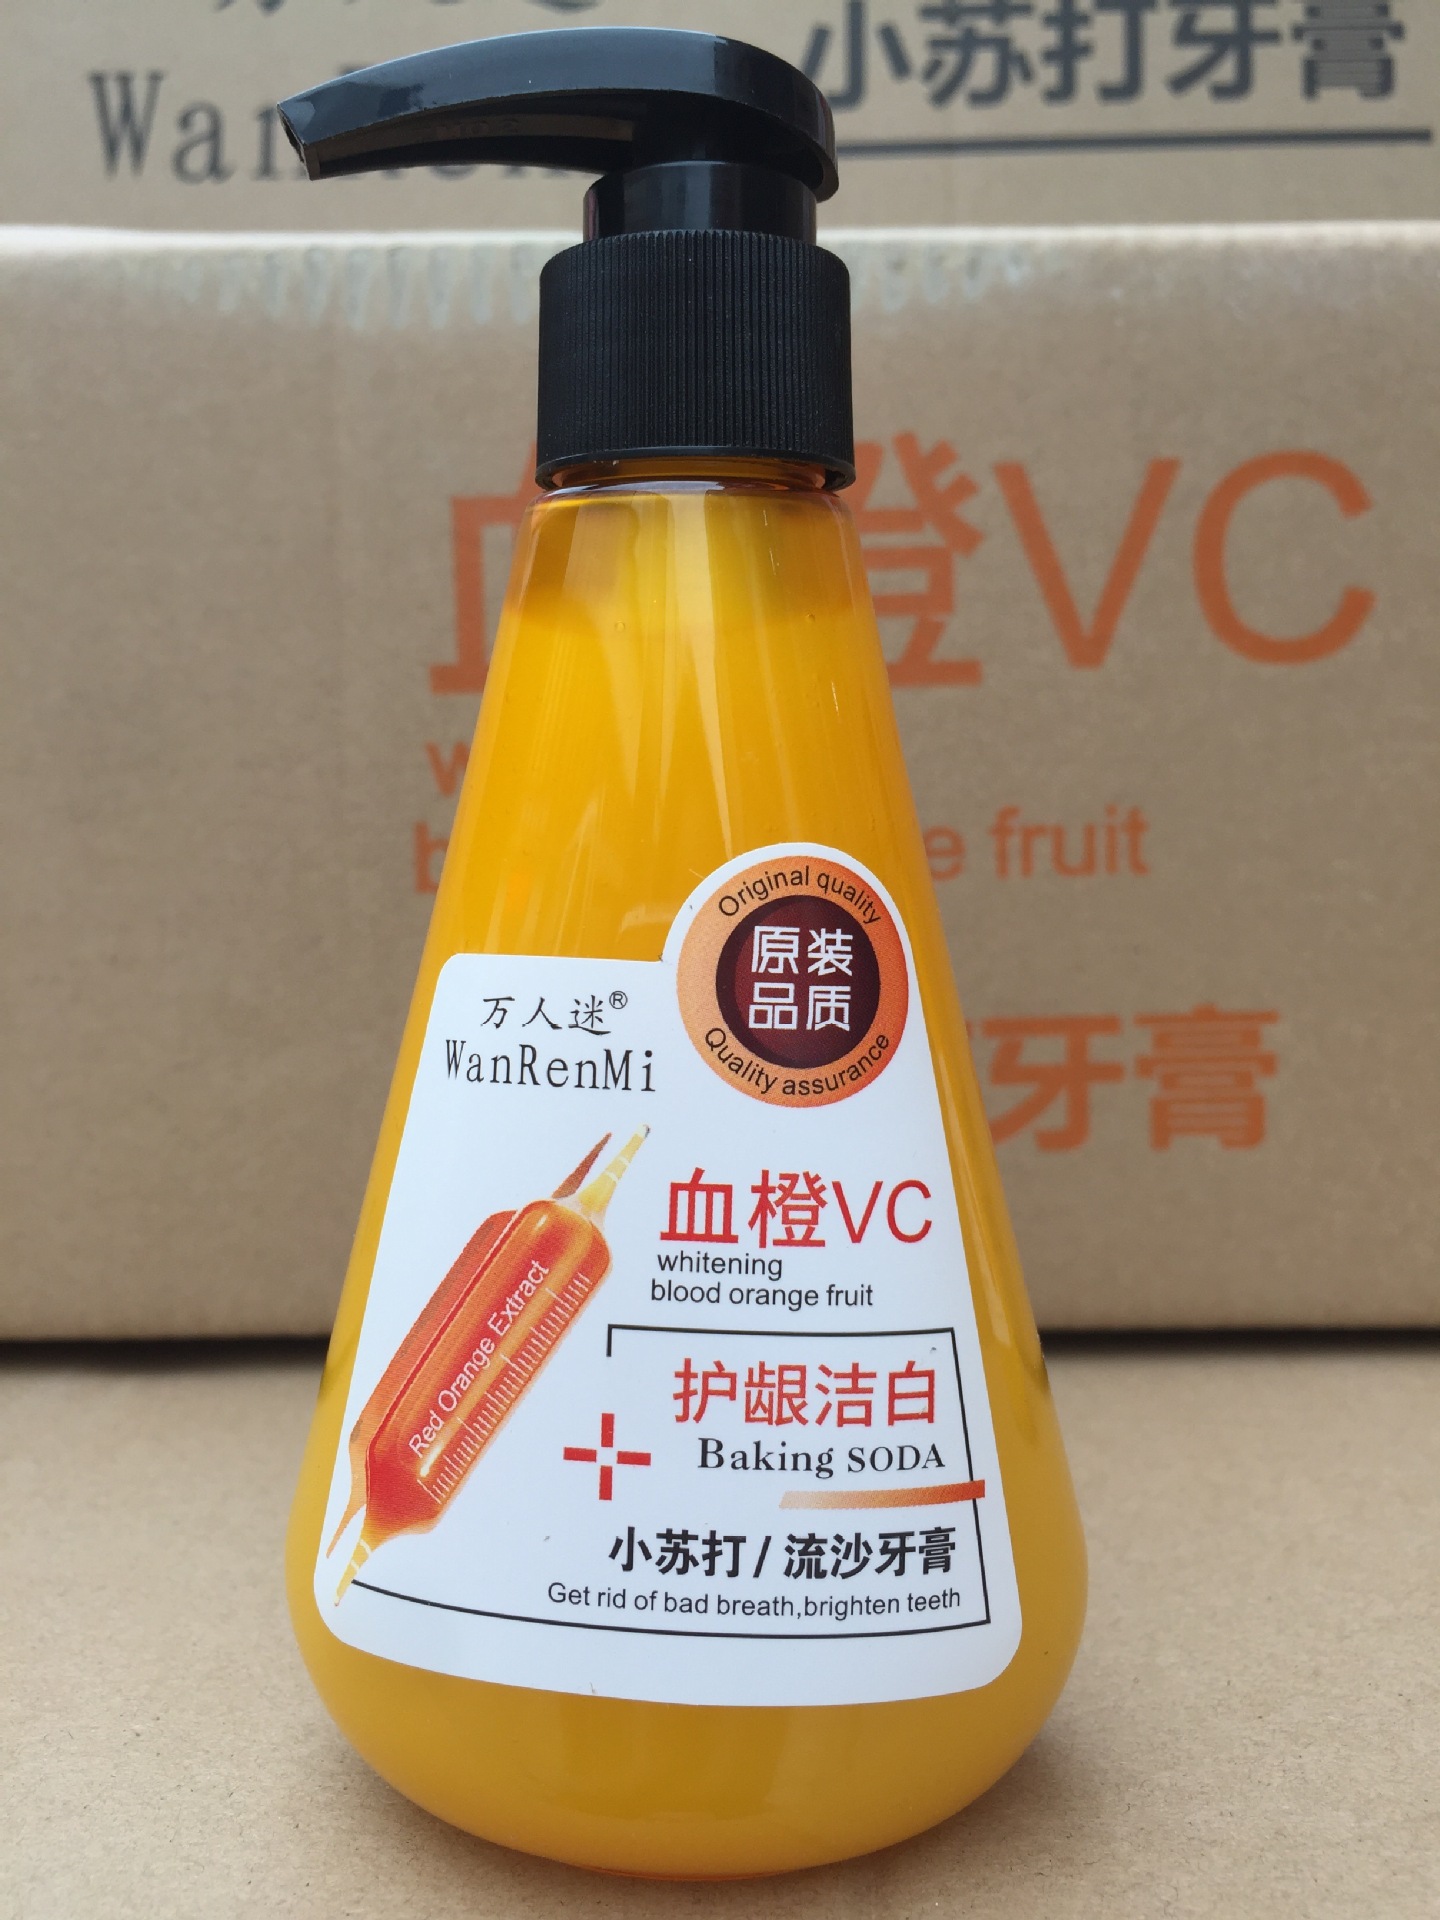 小苏打牙膏
血橙VC
e fruit
牙膏
Original quality
原装
品质
Quality assurance
万人迷®
WanRenMi
Red Orange Extract
血橙VC
whitening
blood orange fruit
护龈洁白
Baking SODA
小苏打/流沙牙膏
Get rid of bad breath,brighten teeth